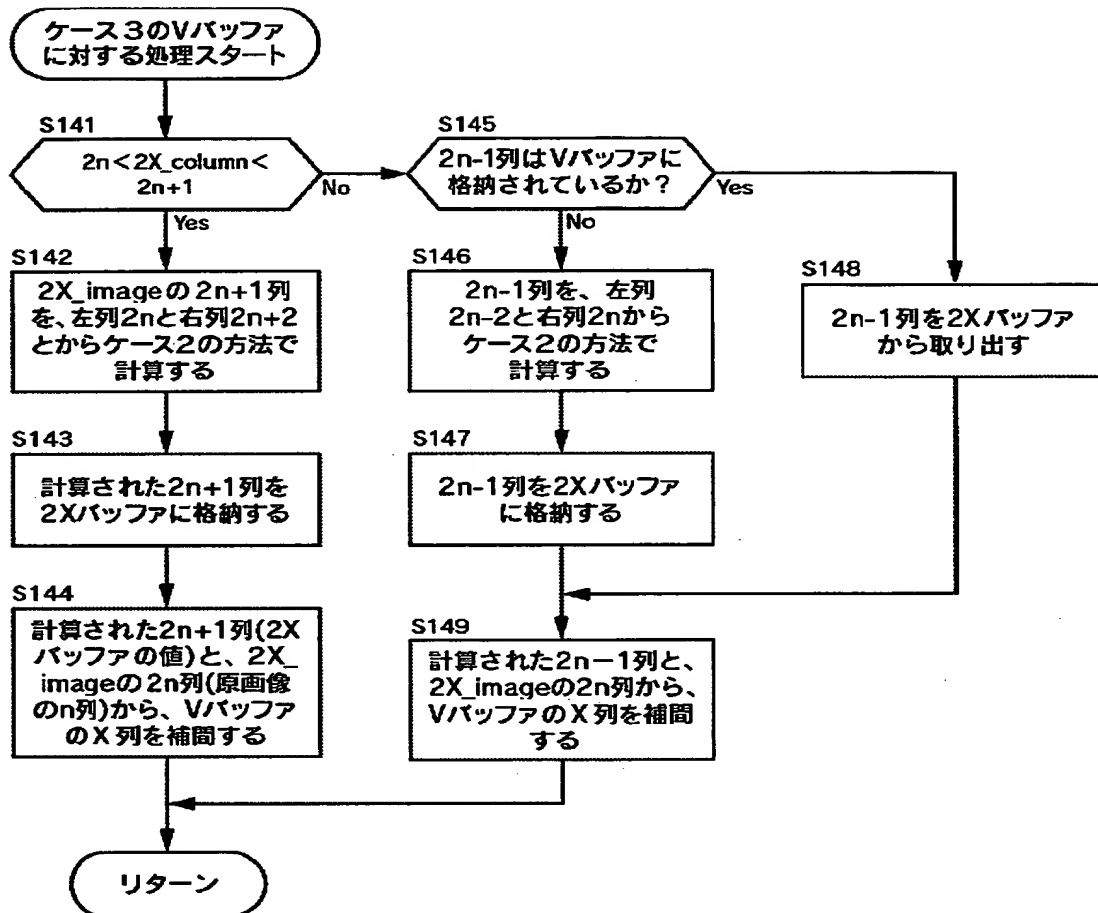 ケース3のVバッファ
に対する処理スタート
S141
2n<2X_column<
2n+1
No
Yes
S145
2n-1列はVバッファに
格納されているか?
Yes
No
S142
2X_imageの2n+1列
を、左列2nと右列2n+2
とからケース2の方法で
計算する
S146
2n-1列を、左列
2n-2と右列2nから
ケース2の方法で
計算する
S148
2n-1列を2Xバッファ
から取り出す
S143
計算された2n+1列を
2Xバッファに格納する
S147
2n-1列を2Xバッファ
に格納する
S144
計算された2n+1列(2X
バッファの値)と、2X_
imageの2n列(原画像
のn列)から、Vバッファ
のX列を補間する
S149
計算された2n−1列と、
2X_imageの2n列から、
VバッファのX列を補間
する
リターン